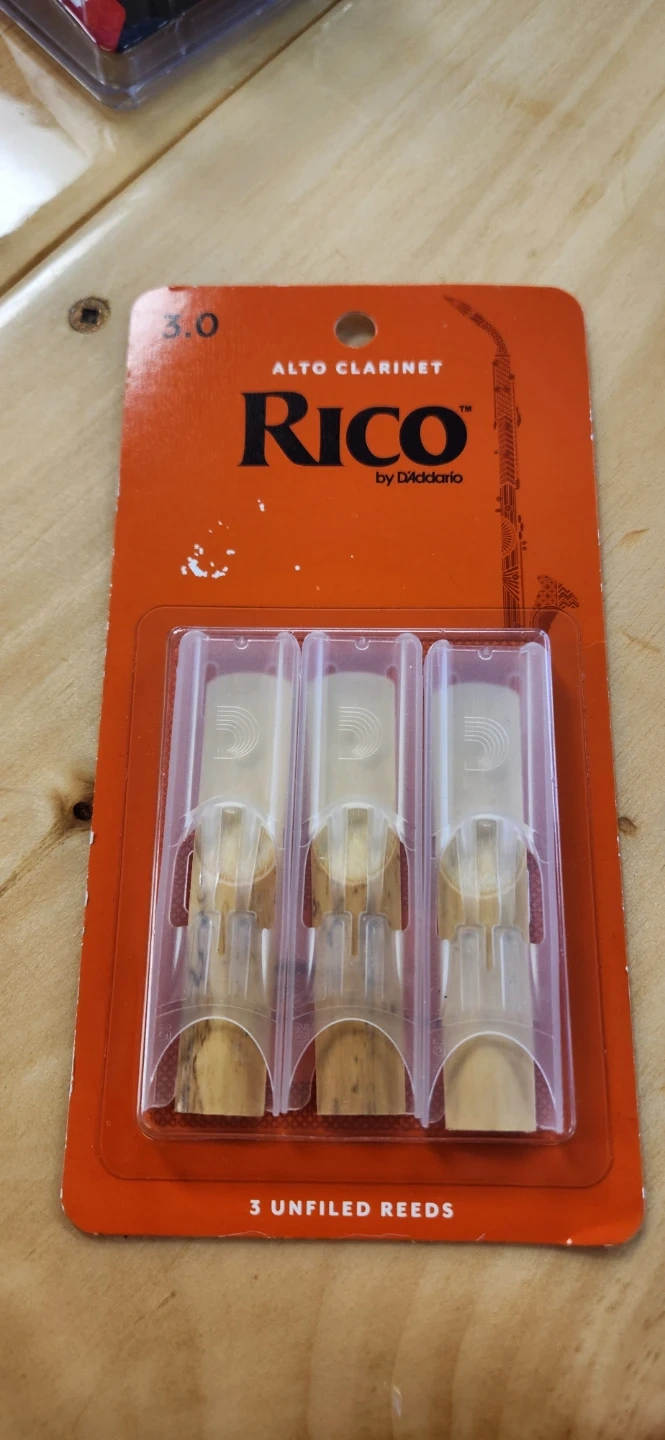 3.0
ALTO CLARINET
RICO™
by D'Addario
3 UNFILED REEDS